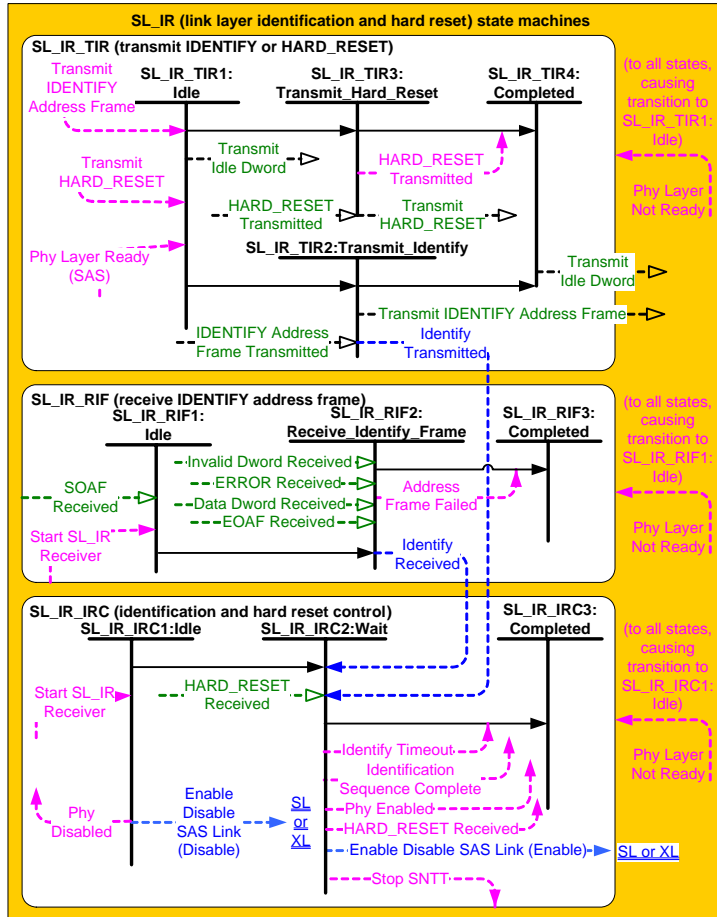 SL_IR (link layer identification and hard reset) state machines
SL_IR_TIR (transmit IDENTIFY or HARD_RESET)
Transmit
IDENTIFY
Address Frame
SL_IR_TIR1:
Idle
SL_IR_TIR3:
Transmit_Hard_Reset
SL_IR_TIR4:
Completed
(to all states,
causing
transition to
SL_IR_TIR1:
Idle)
Transmit
Idle Dword
HARD_RESET
Transmitted
Transmit
HARD_RESET
HARD_RESET
Transmitted
Transmit
HARD_RESET
Phy Layer
Not Ready
Phy Layer Ready
(SAS)
SL_IR_TIR2:Transmit_Identify
Transmit
Idle Dword
Transmit IDENTIFY Address Frame
IDENTIFY Address
Frame Transmitted
Identify
Transmitted
SL_IR_RIF (receive IDENTIFY address frame)
SL_IR_RIF1:
Idle
SL_IR_RIF2:
Receive_Identify_Frame
SL_IR_RIF3:
Completed
(to all states,
causing
transition to
SL_IR_RIF1:
Idle)
Invalid Dword Received
ERROR Received
Data Dword Received
EOAF Received
SOAF
Received
Address
Frame Failed
Start SL_IR
Receiver
Identify
Received
Phy Layer
Not Ready
SL_IR_IRC (identification and hard reset control)
SL_IR_IRC1:Idle
SL_IR_IRC2:Wait
SL_IR_IRC3:
Completed
(to all states,
causing
transition to
SL_IR_IRC1:
Idle)
Start SL_IR
Receiver
HARD_RESET
Received
Identify Timeout
Identification
Sequence Complete
Phy Layer
Not Ready
Phy
Disabled
Enable
Disable
SAS Link
(Disable)
SL
or
XL
Phy Enabled
HARD_RESET Received
Enable Disable SAS Link (Enable)
SL or XL
Stop SNTT